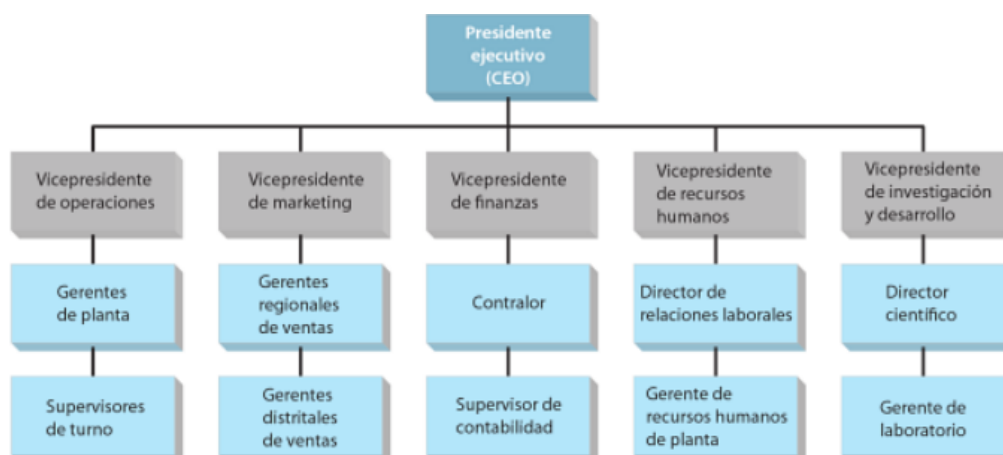 Presidente
ejecutivo
(CEO)
Vicepresidente
de operaciones
Vicepresidente
de marketing
Vicepresidente
de finanzas
Vicepresidente
de recursos
humanos
Vicepresidente
de investigación
y desarrollo
Gerentes
de planta
Gerentes
regionales
de ventas
Contralor
Director de
relaciones laborales
Director
científico
Supervisores
de turno
Gerentes
distritales
de ventas
Supervisor de
contabilidad
Gerente de
recursos humanos
de planta
Gerente de
laboratorio